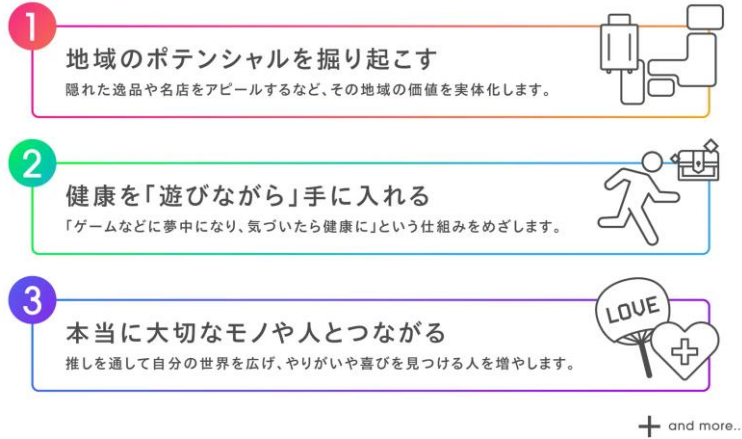 1
地域のポテンシャルを掘り起こす
隠れた逸品や名店をアピールするなど、その地域の価値を実体化します。
2
健康を「遊びながら」手に入れる
「ゲームなどに夢中になり、気づいたら健康に」という仕組みをめざします。
3
本当に大切なモノや人とつながる
推しを通して自分の世界を広げ、やりがいや喜びを見つける人を増やします。
LOVE
+ and more..